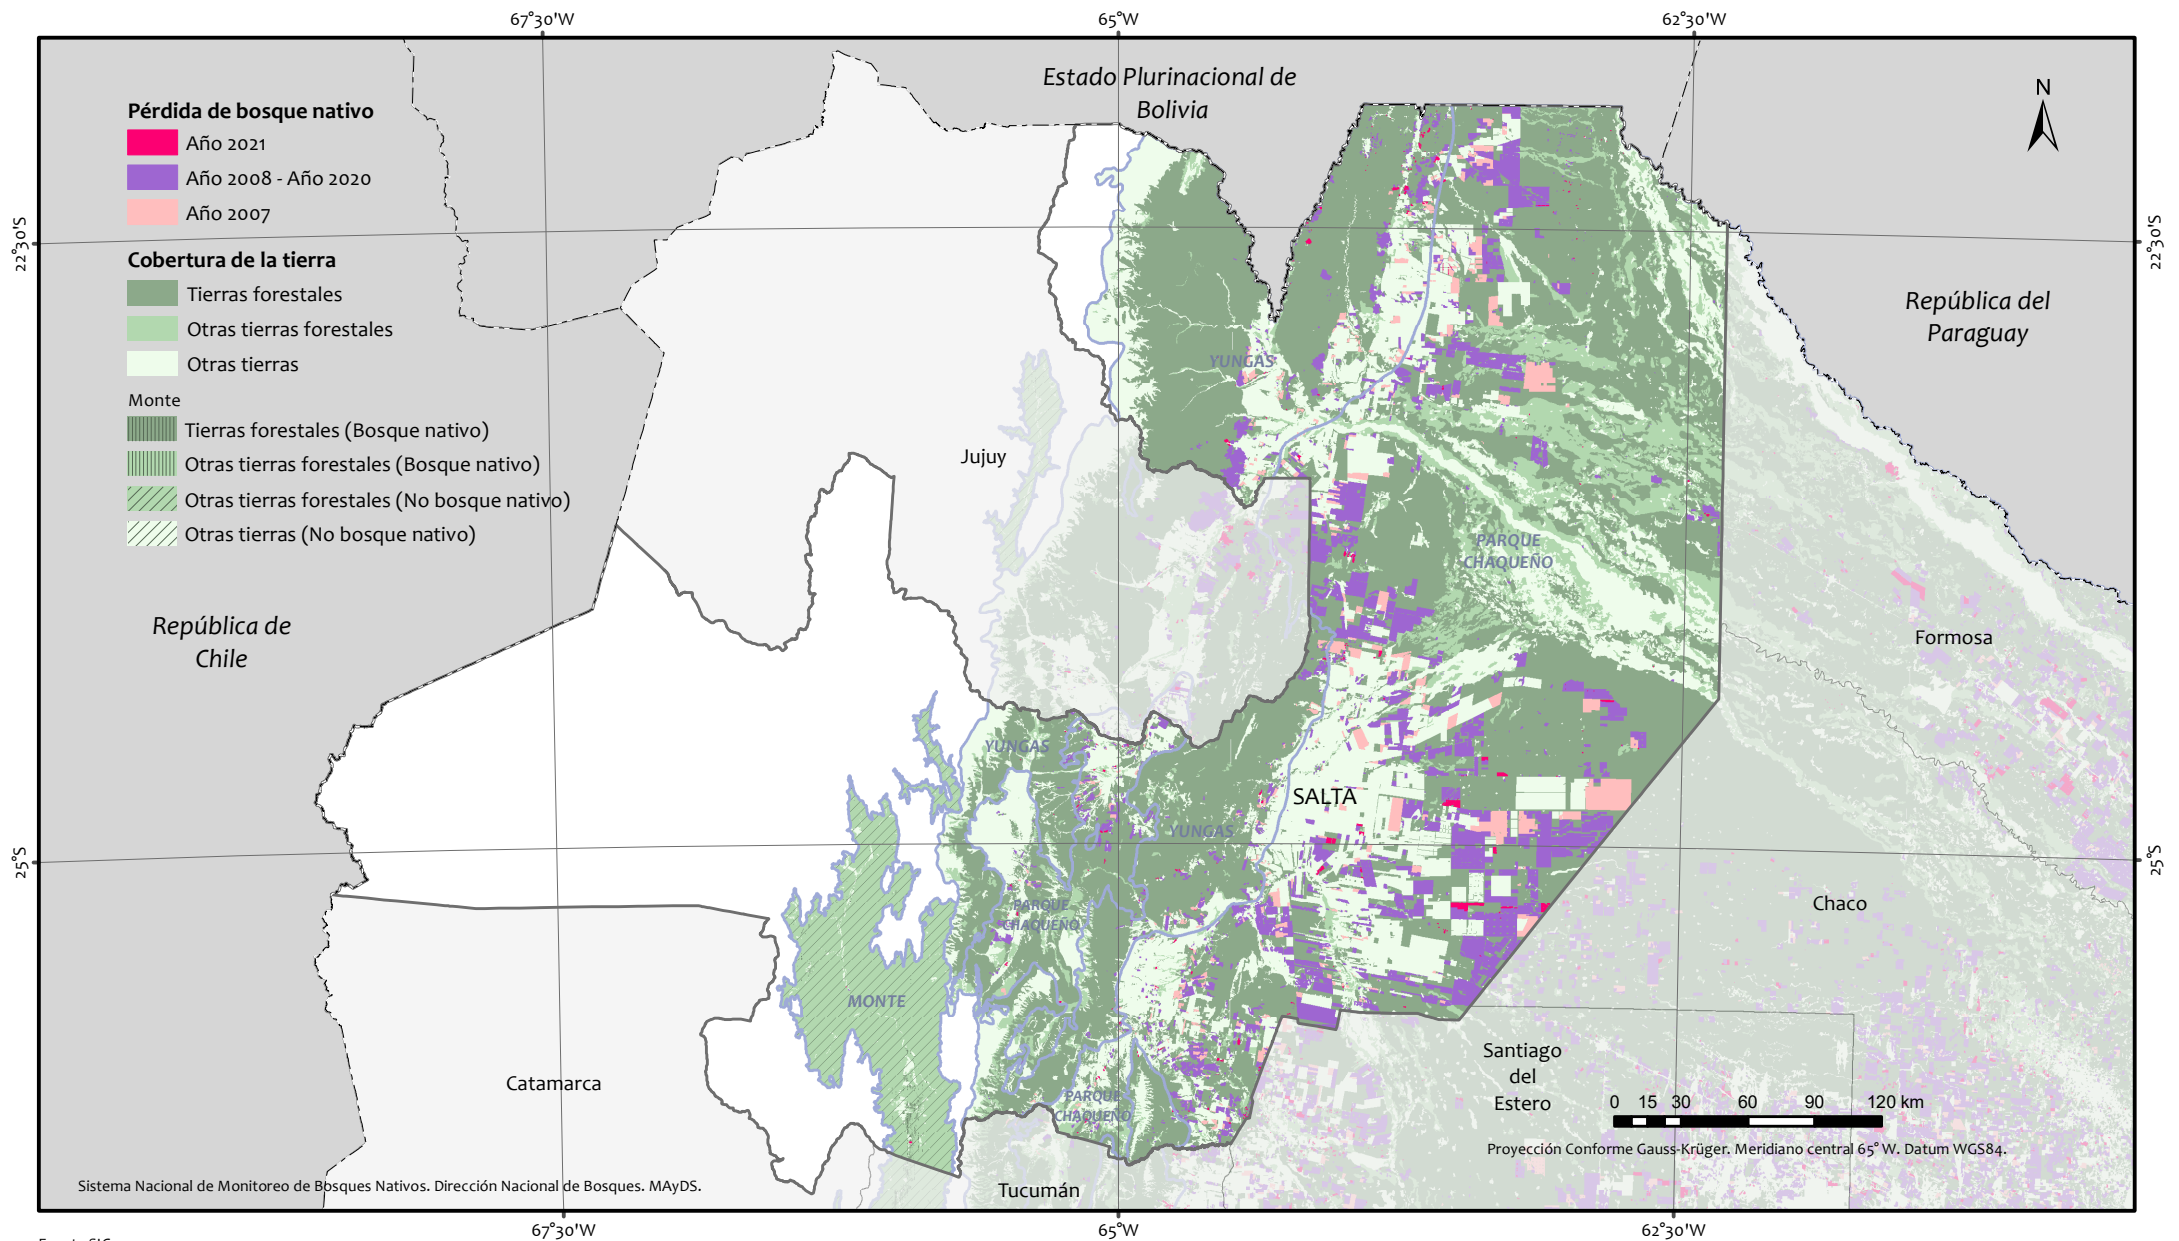 67°30'W
65°W
62°30'W
Estado Plurinacional de
Bolivia
N
Pérdida de bosque nativo
Año 2021
Año 2008 - Año 2020
Año 2007
22°30'S
22°30'S
Cobertura de la tierra
Tierras forestales
Otras tierras forestales
Otras tierras
República del
Paraguay
YUNGAS
Monte
Tierras forestales (Bosque nativo)
Otras tierras forestales (Bosque nativo)
Otras tierras forestales (No bosque nativo)
Otras tierras (No bosque nativo)
Jujuy
PARQUE
CHAQUEÑO
República de
Chile
Formosa
YUNGAS
SALTA
YUNGAS
25°S
25°S
PARQUE
CHAQUEÑO
Chaco
MONTE
Catamarca
PARQUE
CHAQUEÑO
Santiago
del
Estero
0 15 30 60 90 120 km
Proyección Conforme Gauss-Krüger. Meridiano central 65° W. Datum WGS84.
Sistema Nacional de Monitoreo de Bosques Nativos. Dirección Nacional de Bosques. MAyDS.
Tucumán
67°30'W
65°W
62°30'W